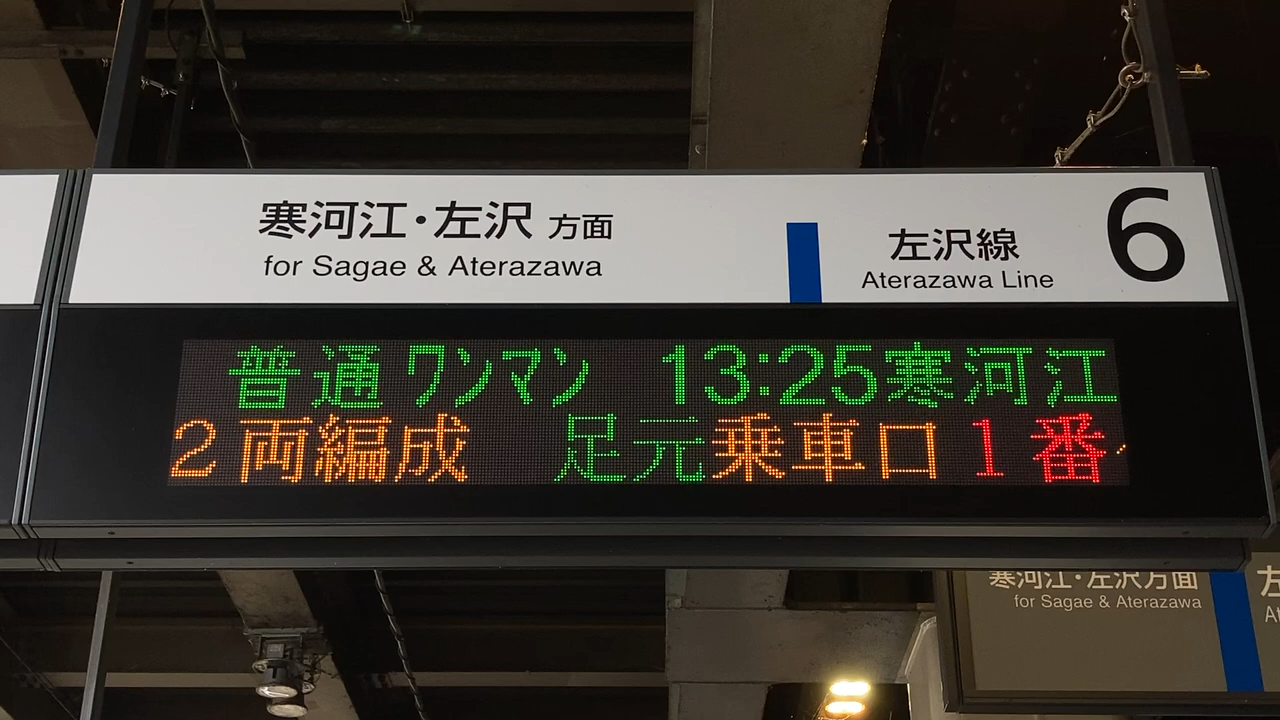 寒河江・左沢 方面
for Sagae & Aterazawa
左沢線
Aterazawa Line
6
普通 ワンマン 13:25 寒河江
2両編成 足元乗車口 1番
寒河江・左沢方面
for Sagae & Aterazawa
左